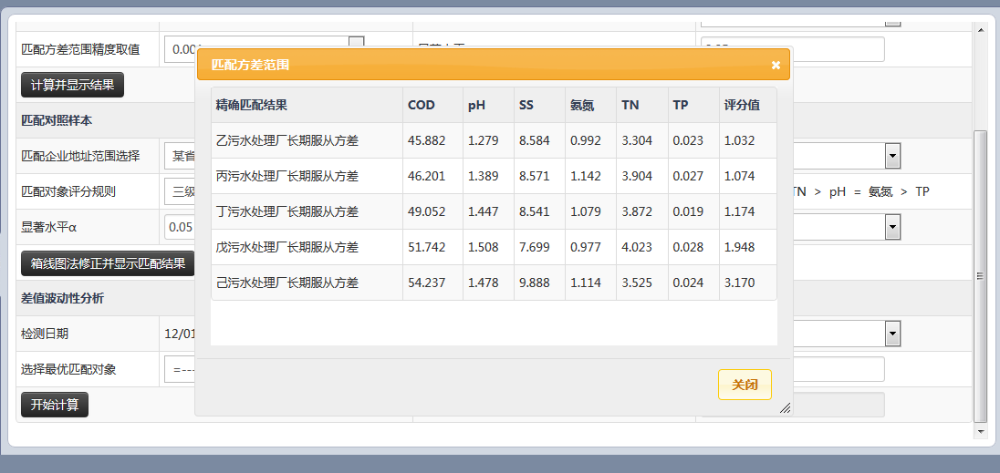 匹配方差范围精度取值
计算并显示结果
匹配对照样本
匹配企业地址范围选择 某省
匹配对象评分规则 三级 TN > pH = 氨氮 > TP
显著水平α 0.05
箱线图法修正并显示匹配结果
差值波动性分析
检测日期 12/01
选择最优匹配对象 =---
开始计算
匹配方差范围
精确匹配结果 COD pH SS 氨氮 TN TP 评分值
乙污水处理厂长期服从方差 45.882 1.279 8.584 0.992 3.304 0.023 1.032
丙污水处理厂长期服从方差 46.201 1.389 8.571 1.142 3.904 0.027 1.074
丁污水处理厂长期服从方差 49.052 1.447 8.541 1.079 3.872 0.019 1.174
戊污水处理厂长期服从方差 51.742 1.508 7.699 0.977 4.023 0.028 1.948
己污水处理厂长期服从方差 54.237 1.478 9.888 1.114 3.525 0.024 3.170
关闭